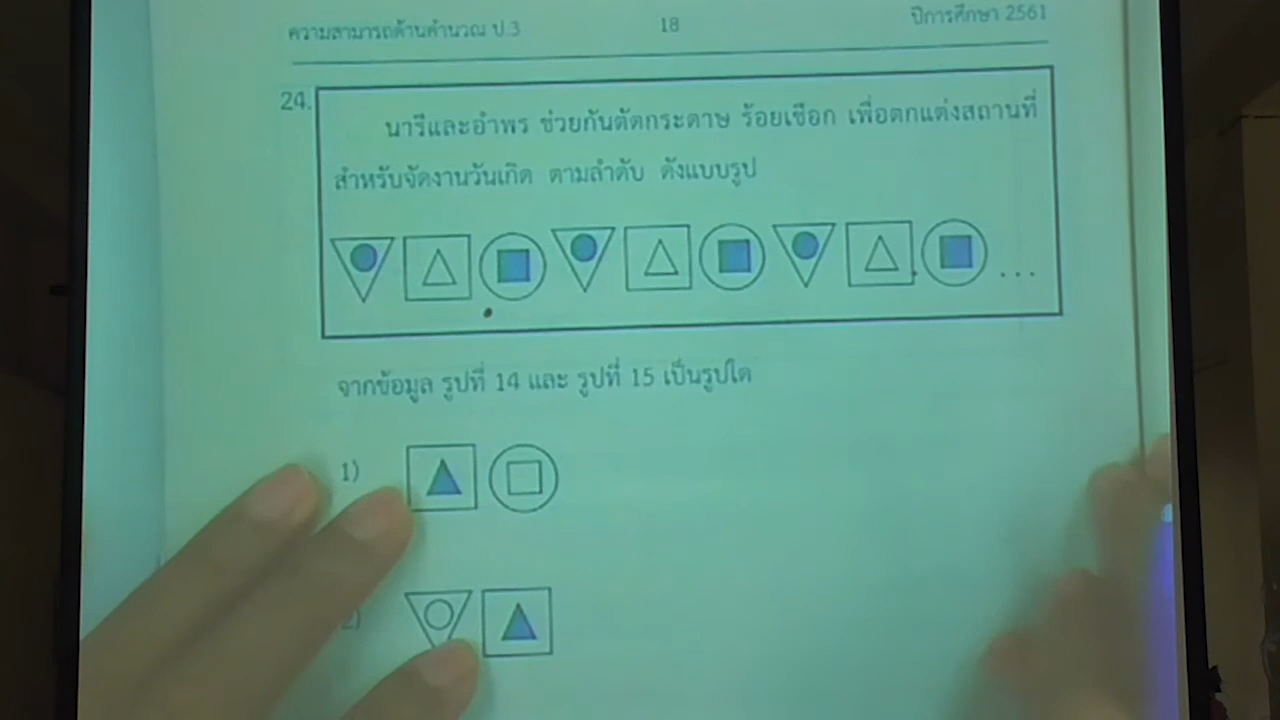 ความสามารถด้านคำนวณ ป.3 18 ปีการศึกษา 2561
24.
นารีและอำพร ช่วยกันตัดกระดาษ ร้อยเชือก เพื่อตกแต่งสถานที่
สำหรับจัดงานวันเกิด ตามลำดับ ดังแบบรูป
...
จากข้อมูล รูปที่ 14 และ รูปที่ 15 เป็นรูปใด
1)
2)